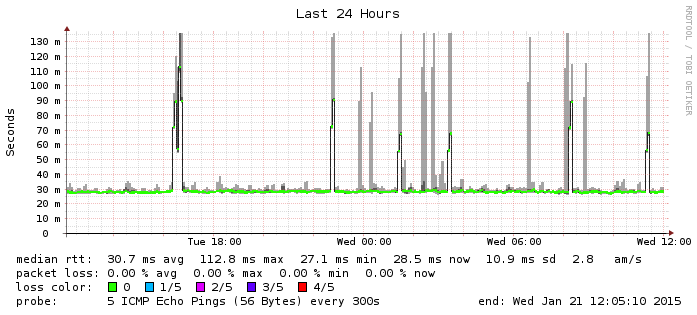 Last 24 Hours
RRDTOOL / TOBI OETIKER
Seconds
130 m
120 m
110 m
100 m
90 m
80 m
70 m
60 m
50 m
40 m
30 m
20 m
10 m
0
Tue 18:00 Wed 00:00 Wed 06:00 Wed 12:00
median rtt: 30.7 ms avg 112.8 ms max 27.1 ms min 28.5 ms now 10.9 ms sd 2.8 am/s
packet loss: 0.00 % avg 0.00 % max 0.00 % min 0.00 % now
loss color: 0 1/5 2/5 3/5 4/5
probe: 5 ICMP Echo Pings (56 Bytes) every 300s end: Wed Jan 21 12:05:10 2015